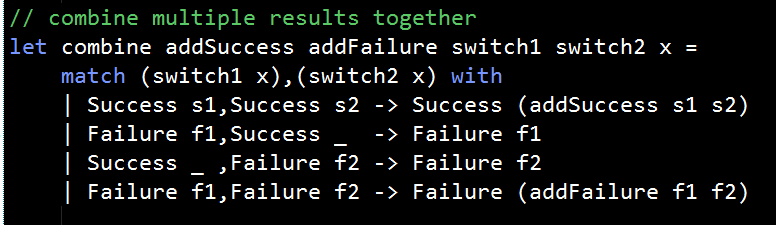 // combine multiple results together
let combine addSuccess addFailure switch1 switch2 x =
    match (switch1 x),(switch2 x) with
    | Success s1,Success s2 -> Success (addSuccess s1 s2)
    | Failure f1,Success _  -> Failure f1
    | Success _ ,Failure f2 -> Failure f2
    | Failure f1,Failure f2 -> Failure (addFailure f1 f2)